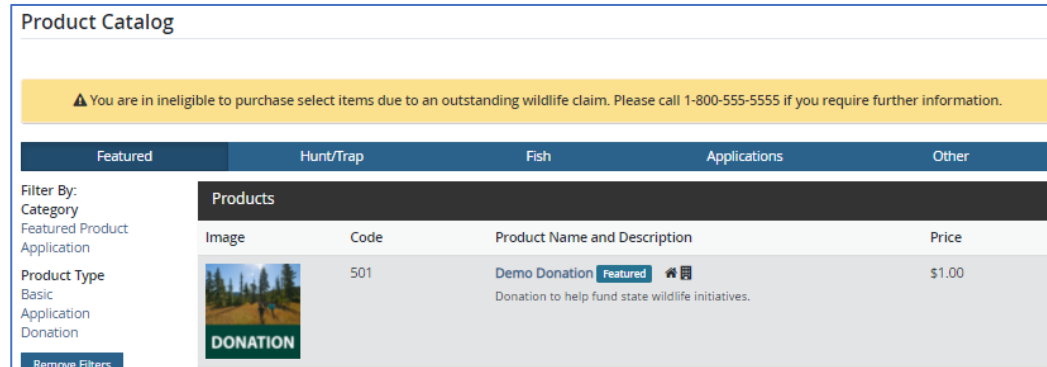 Product Catalog
You are in ineligible to purchase select items due to an outstanding wildlife claim. Please call 1-800-555-5555 if you require further information.
Featured Hunt/Trap Fish Applications Other
Filter By:
Category
Featured Product
Application
Product Type
Basic
Application
Donation
Remove Filters
Products
Image Code Product Name and Description Price
501 Demo Donation Featured $1.00
Donation to help fund state wildlife initiatives.
DONATION